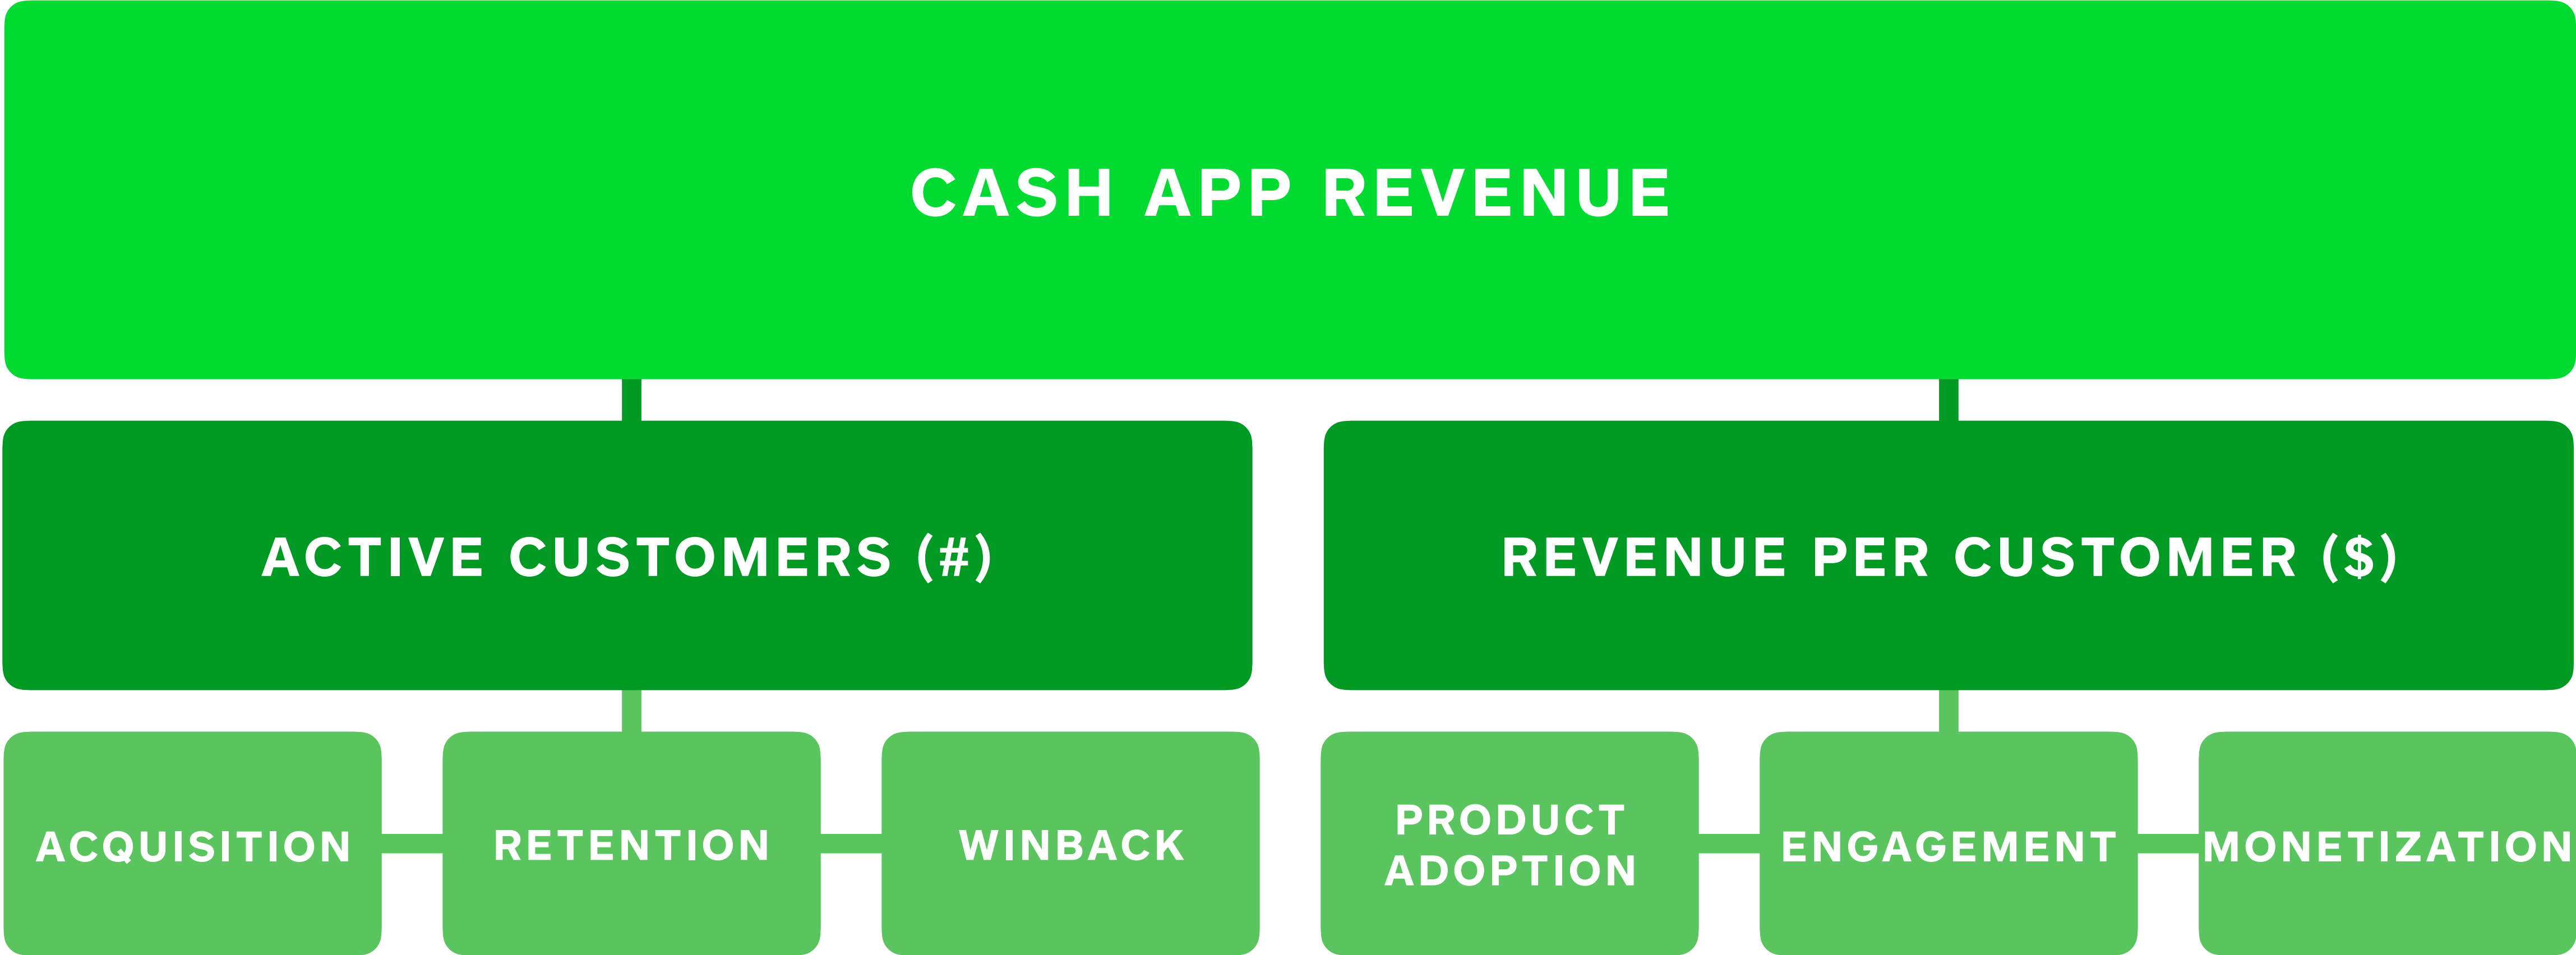 CASH APP REVENUE
ACTIVE CUSTOMERS (#)
REVENUE PER CUSTOMER ($)
ACQUISITION
RETENTION
WINBACK
PRODUCT
ADOPTION
ENGAGEMENT
MONETIZATION